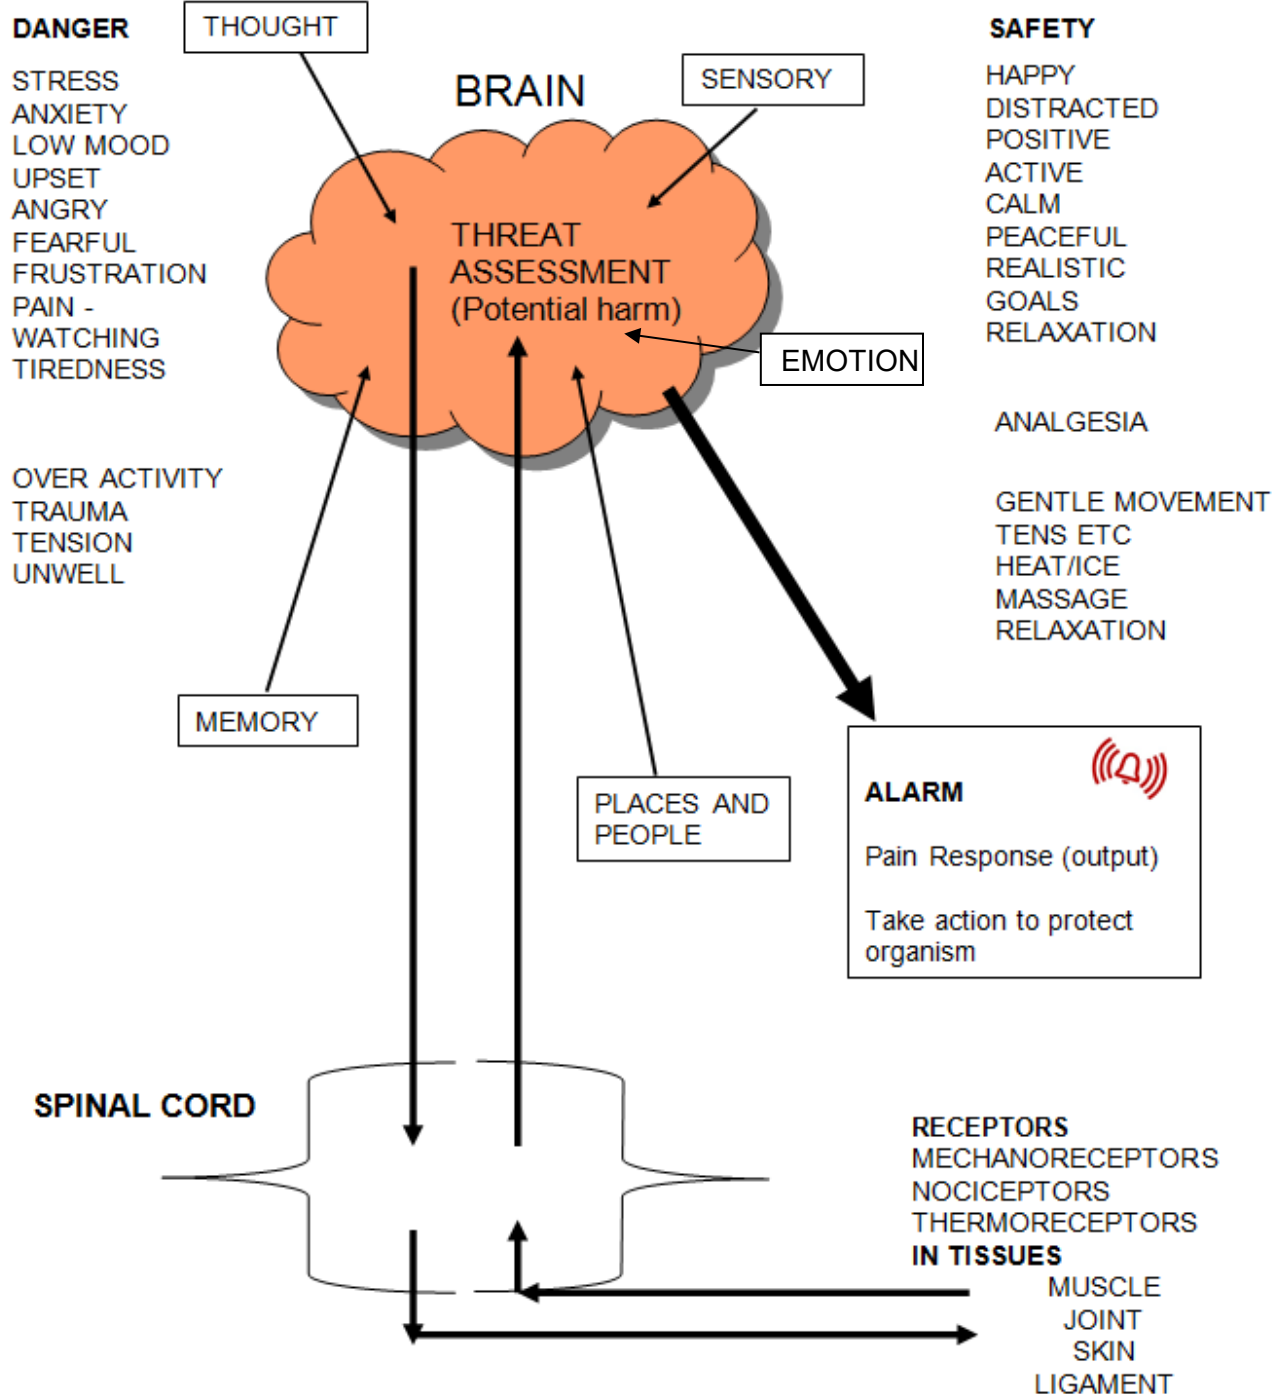 DANGER
STRESS
ANXIETY
LOW MOOD
UPSET
ANGRY
FEARFUL
FRUSTRATION
PAIN -
WATCHING
TIREDNESS
OVER ACTIVITY
TRAUMA
TENSION
UNWELL
THOUGHT
BRAIN
SENSORY
THREAT
ASSESSMENT
(Potential harm)
EMOTION
MEMORY
PLACES AND
PEOPLE
SAFETY
HAPPY
DISTRACTED
POSITIVE
ACTIVE
CALM
PEACEFUL
REALISTIC
GOALS
RELAXATION
ANALGESIA
GENTLE MOVEMENT
TENS ETC
HEAT/ICE
MASSAGE
RELAXATION
ALARM
Pain Response (output)
Take action to protect
organism
SPINAL CORD
RECEPTORS
MECHANORECEPTORS
NOCICEPTORS
THERMORECEPTORS
IN TISSUES
MUSCLE
JOINT
SKIN
LIGAMENT